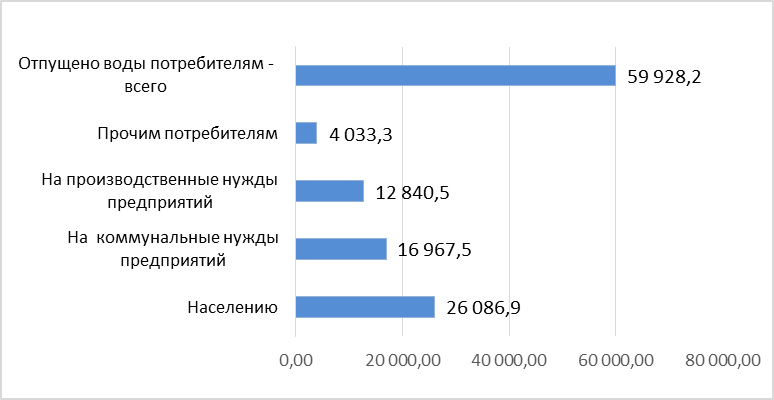 Отпущено воды потребителям -
всего
59 928,2
Прочим потребителям
4 033,3
На производственные нужды
предприятий
12 840,5
На коммунальные нужды
предприятий
16 967,5
Населению
26 086,9
0,00 20 000,00 40 000,00 60 000,00 80 000,00